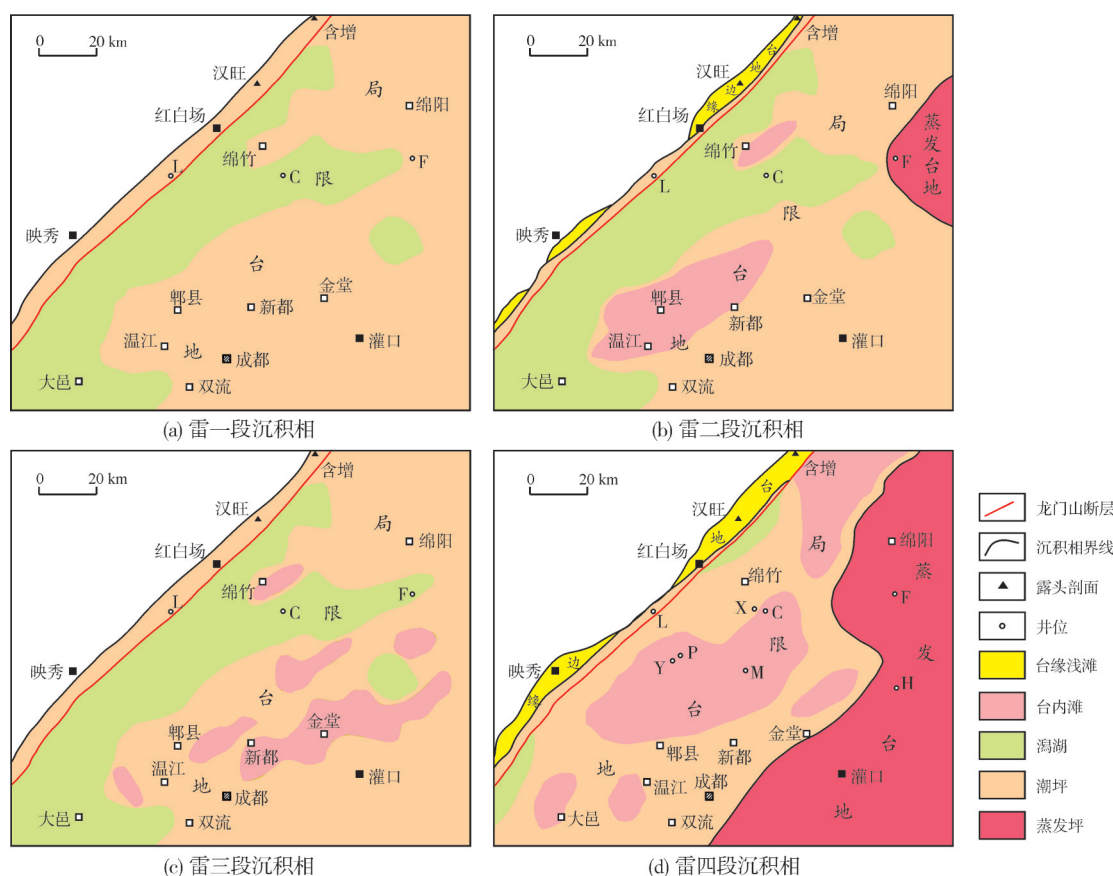 0 20 km
含增
汉旺
局
绵阳
红白场
绵竹
L
C
限
F
映秀
台
郫县
新都
金堂
温江
地
成都
灌口
大邑
双流
(a) 雷一段沉积相
0 20 km
含增
台
地
边
缘
汉旺
局
绵阳
红白场
绵竹
蒸
发
台
地
L
C
F
限
映秀
台
郫县
新都
金堂
温江
地
成都
灌口
大邑
双流
(b) 雷二段沉积相
0 20 km
含增
汉旺
局
绵阳
红白场
绵竹
L
C
限
F
映秀
台
郫县
新都
金堂
温江
地
成都
灌口
大邑
双流
(c) 雷三段沉积相
0 20 km
含增
台
地
边
缘
汉旺
局
绵阳
红白场
绵竹
蒸
发
台
地
L
X
C
F
限
映秀
Y
P
M
H
台
郫县
新都
金堂
地
温江
成都
灌口
大邑
双流
(d) 雷四段沉积相
龙门山断层
沉积相界线
露头剖面
井位
台缘浅滩
台内滩
潟湖
潮坪
蒸发坪